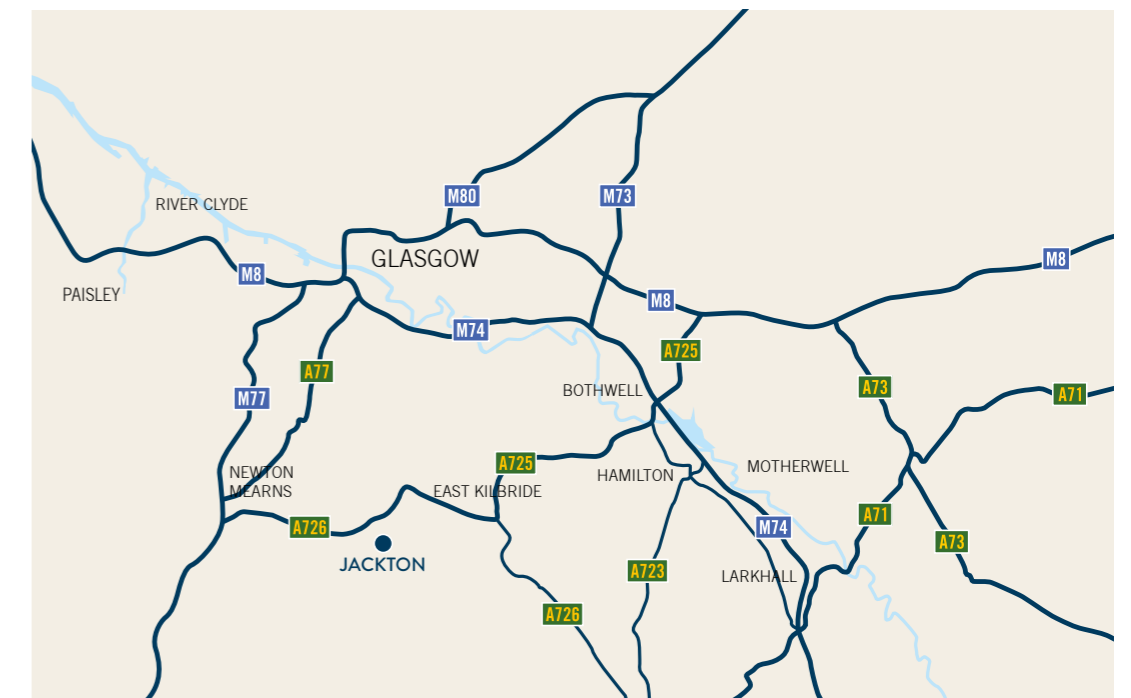 M80
M73
RIVER CLYDE
GLASGOW
M8
M8
PAISLEY
M8
M74
A725
A77
M77
BOTHWELL
A73
A71
NEWTON
MEARNS
A725
EAST KILBRIDE
HAMILTON
MOTHERWELL
A726
M74
A71
A73
JACKTON
A723
LARKHALL
A726